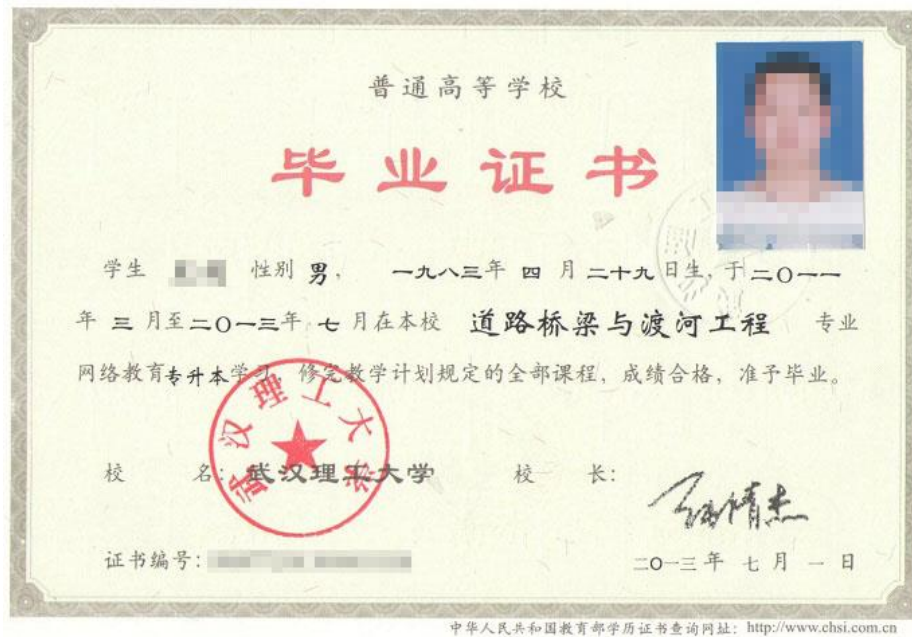 普通高等学校
毕业证书
学生 性别 男， 一九八三年 四 月 二十九日生，于二〇一一
年 三 月至二〇一三年 七 月在本校 道路桥梁与渡河工程 专业
网络教育专升本学习，修完教学计划规定的全部课程，成绩合格，准予毕业。
武汉理工大学
校 名：武汉理工大学 校 长：
证书编号： 二〇一三年 七 月 一 日
中华人民共和国教育部学历证书查询网址：http://www.chsi.com.cn